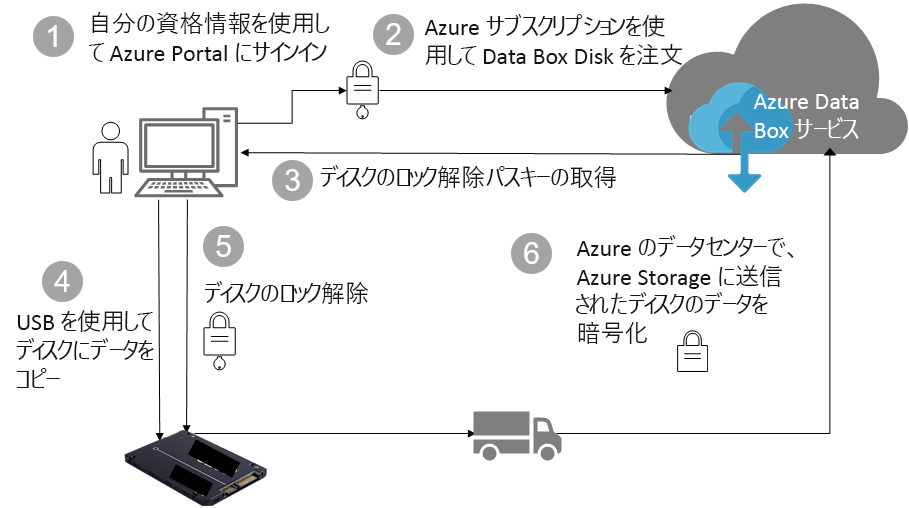 1
自分の資格情報を使用し
て Azure Portal にサインイン
2
Azure サブスクリプションを使
用して Data Box Disk を注文
Azure Data
Box サービス
3
ディスクのロック解除パスキーの取得
4
USB を使用して
ディスクにデータを
コピー
5
ディスクのロック解除
6
Azure のデータセンターで、
Azure Storage に送信
されたディスクのデータを
暗号化